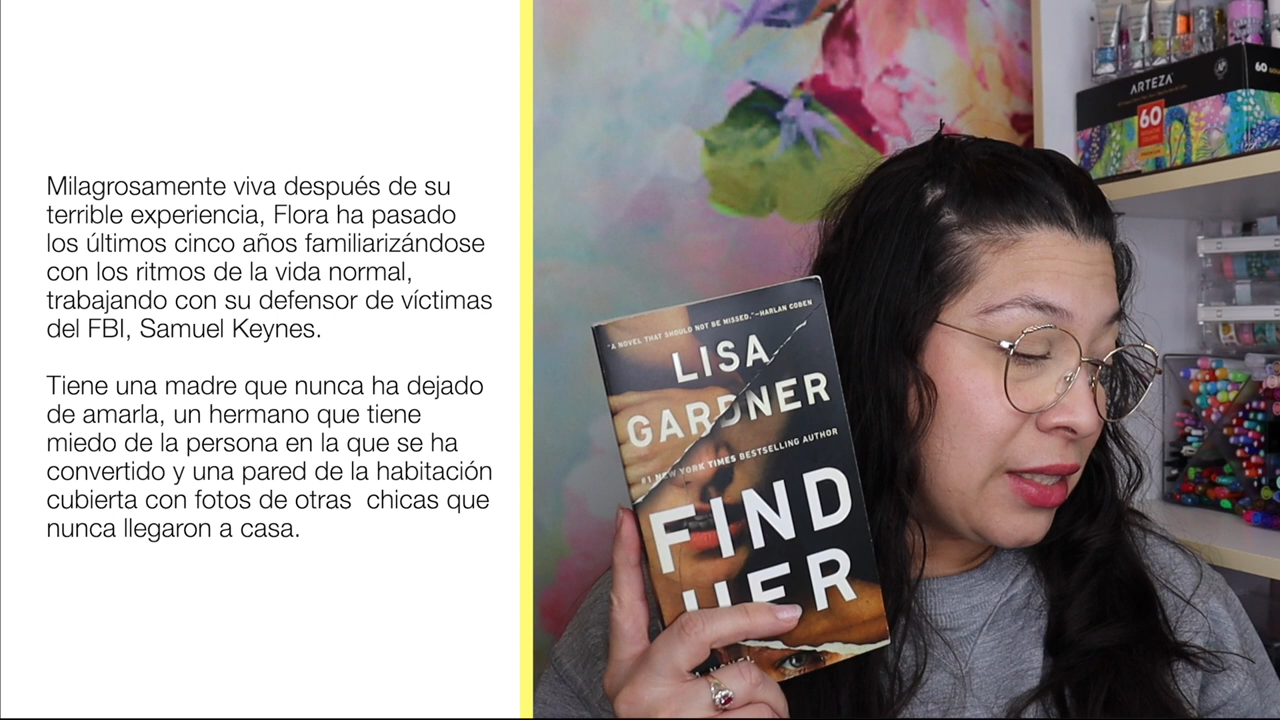 Milagrosamente viva después de su
terrible experiencia, Flora ha pasado
los últimos cinco años familiarizándose
con los ritmos de la vida normal,
trabajando con su defensor de víctimas
del FBI, Samuel Keynes.
Tiene una madre que nunca ha dejado
de amarla, un hermano que tiene
miedo de la persona en la que se ha
convertido y una pared de la habitación
cubierta con fotos de otras chicas que
nunca llegaron a casa.
"A NOVEL THAT SHOULD NOT BE MISSED."—HARLAN COBEN
LISA
GARDNER
#1 NEW YORK TIMES BESTSELLING AUTHOR
FIND
HER
ARTEZA
60
60